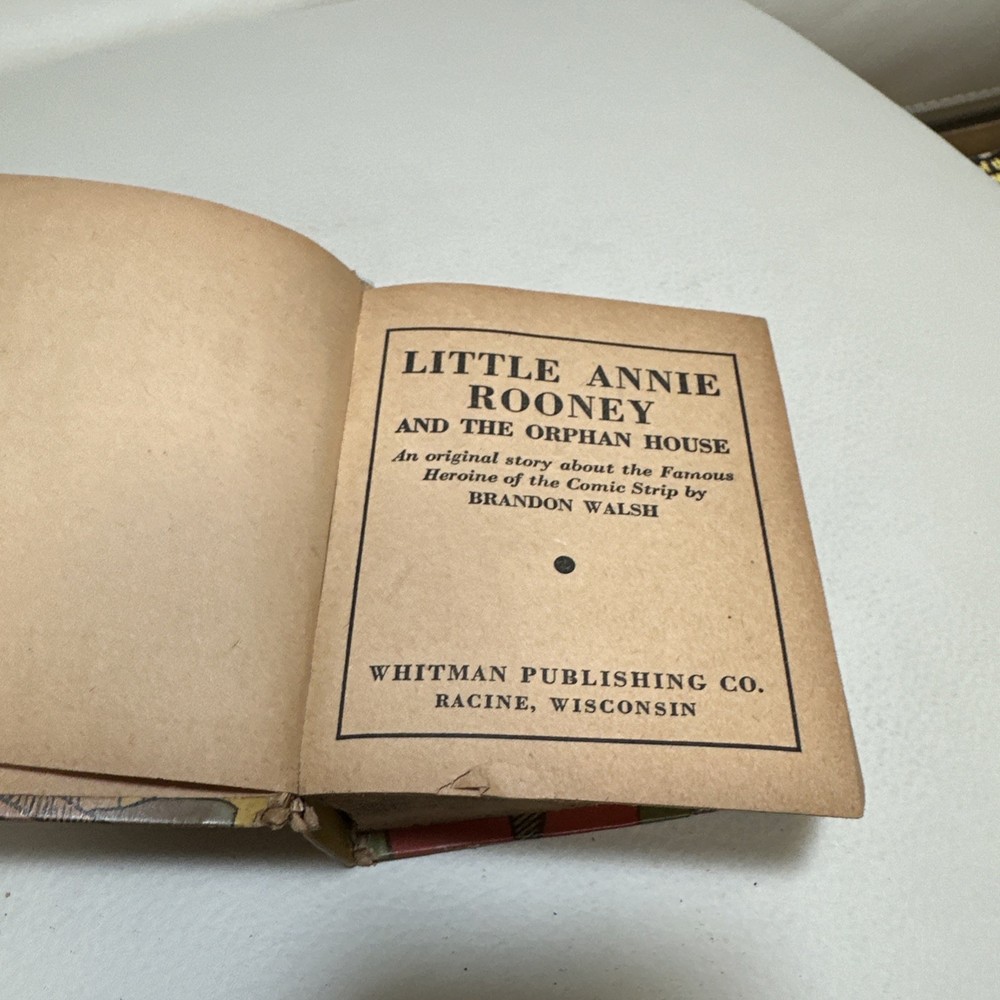 LITTLE ANNIE
ROONEY
AND THE ORPHAN HOUSE
An original story about the Famous
Heroine of the Comic Strip by
BRANDON WALSH
WHITMAN PUBLISHING CO.
RACINE, WISCONSIN